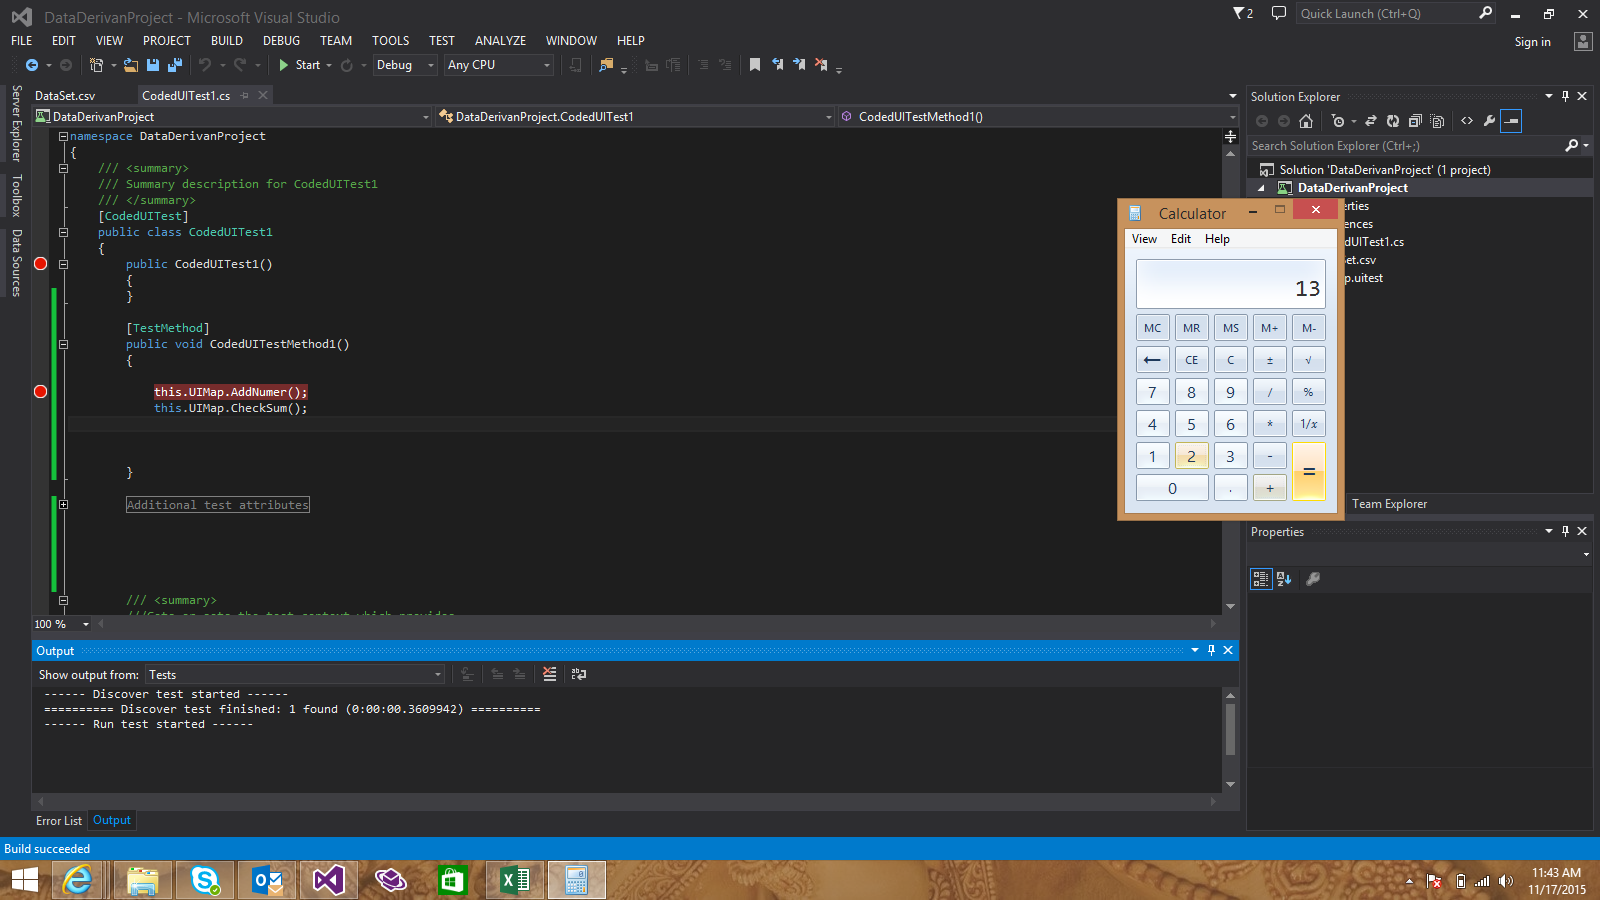 DataDerivanProject - Microsoft Visual Studio
2
Quick Launch (Ctrl+Q)
FILE EDIT VIEW PROJECT BUILD DEBUG TEAM TOOLS TEST ANALYZE WINDOW HELP
Sign in
Start Debug Any CPU
Server Explorer
Toolbox
Data Sources
DataSet.csv CodedUITest1.cs
DataDerivanProject DataDerivanProject.CodedUITest1 CodedUITestMethod1()
namespace DataDerivanProject
{
/// <summary>
/// Summary description for CodedUITest1
/// </summary>
[CodedUITest]
public class CodedUITest1
{
public CodedUITest1()
{
}
[TestMethod]
public void CodedUITestMethod1()
{
this.UIMap.AddNumer();
this.UIMap.CheckSum();
}
Additional test attributes
/// <summary>
100 %
Solution Explorer
Search Solution Explorer (Ctrl+;)
Solution 'DataDerivanProject' (1 project)
DataDerivanProject
erties
ences
dUITest1.cs
et.csv
p.uitest
Team Explorer
Calculator
View Edit Help
13
MC MR MS M+ M-
← CE C ± √
7 8 9 / %
4 5 6 * 1/x
1 2 3 - =
0 . +
Properties
Output
Show output from: Tests
------ Discover test started ------
========== Discover test finished: 1 found (0:00:00.3609942) ==========
------ Run test started ------
Error List Output
Build succeeded
11:43 AM
11/17/2015